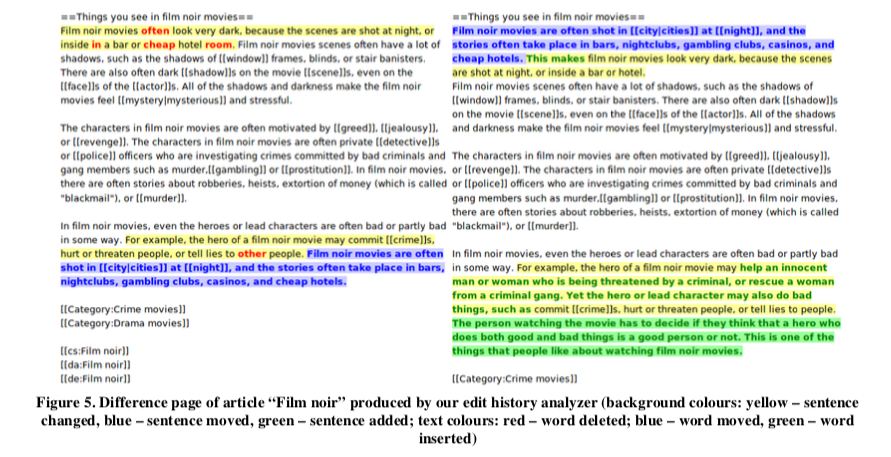 ==Things you see in film noir movies==
Film noir movies often look very dark, because the scenes are shot at night, or
inside in a bar or cheap hotel room. Film noir movies scenes often have a lot of
shadows, such as the shadows of [[window]] frames, blinds, or stair banisters.
There are also often dark [[shadow]]s on the movie [[scene]]s, even on the
[[face]]s of the [[actor]]s. All of the shadows and darkness make the film noir
movies feel [[mystery|mysterious]] and stressful.
The characters in film noir movies are often motivated by [[greed]], [[jealousy]],
or [[revenge]]. The characters in film noir movies are often private [[detective]]s
or [[police]] officers who are investigating crimes committed by bad criminals and
gang members such as murder,[[gambling]] or [[prostitution]]. In film noir movies,
there are often stories about robberies, heists, extortion of money (which is called
"blackmail"), or [[murder]].
In film noir movies, even the heroes or lead characters are often bad or partly bad
in some way. For example, the hero of a film noir movie may commit [[crime]]s,
hurt or threaten people, or tell lies to other people. Film noir movies are often
shot in [[city|cities]] at [[night]], and the stories often take place in bars,
nightclubs, gambling clubs, casinos, and cheap hotels.
[[Category:Crime movies]]
[[Category:Drama movies]]
[[cs:Film noir]]
[[da:Film noir]]
[[de:Film noir]]
==Things you see in film noir movies==
Film noir movies are often shot in [[city|cities]] at [[night]], and the
stories often take place in bars, nightclubs, gambling clubs, casinos, and
cheap hotels. This makes film noir movies look very dark, because the scenes
are shot at night, or inside a bar or hotel.
Film noir movies scenes often have a lot of shadows, such as the shadows of
[[window]] frames, blinds, or stair banisters. There are also often dark [[shadow]]s
on the movie [[scene]]s, even on the [[face]]s of the [[actor]]s. All of the shadows
and darkness make the film noir movies feel [[mystery|mysterious]] and stressful.
The characters in film noir movies are often motivated by [[greed]], [[jealousy]],
or [[revenge]]. The characters in film noir movies are often private [[detective]]s
or [[police]] officers who are investigating crimes committed by bad criminals and
gang members such as murder,[[gambling]] or [[prostitution]]. In film noir movies,
there are often stories about robberies, heists, extortion of money (which is called
"blackmail"), or [[murder]].
In film noir movies, even the heroes or lead characters are often bad or partly bad
in some way. For example, the hero of a film noir movie may help an innocent
man or woman who is being threatened by a criminal, or rescue a woman
from a criminal gang. Yet the hero or lead character may also do bad
things, such as commit [[crime]]s, hurt or threaten people, or tell lies to people.
The person watching the movie has to decide if they think that a hero who
does both good and bad things is a good person or not. This is one of the
things that people like about watching film noir movies.
[[Category:Crime movies]]
Figure 5. Difference page of article “Film noir” produced by our edit history analyzer (background colours: yellow – sentence
changed, blue – sentence moved, green – sentence added; text colours: red – word deleted; blue – word moved, green – word
inserted)